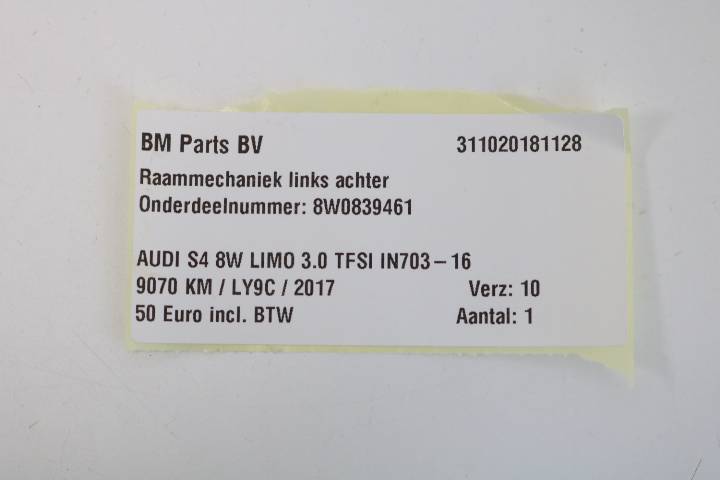 BM Parts BV 311020181128
Raammechaniek links achter
Onderdeelnummer: 8W0839461
AUDI S4 8W LIMO 3.0 TFSI IN703-16
9070 KM / LY9C / 2017 Verz: 10
50 Euro incl. BTW Aantal: 1